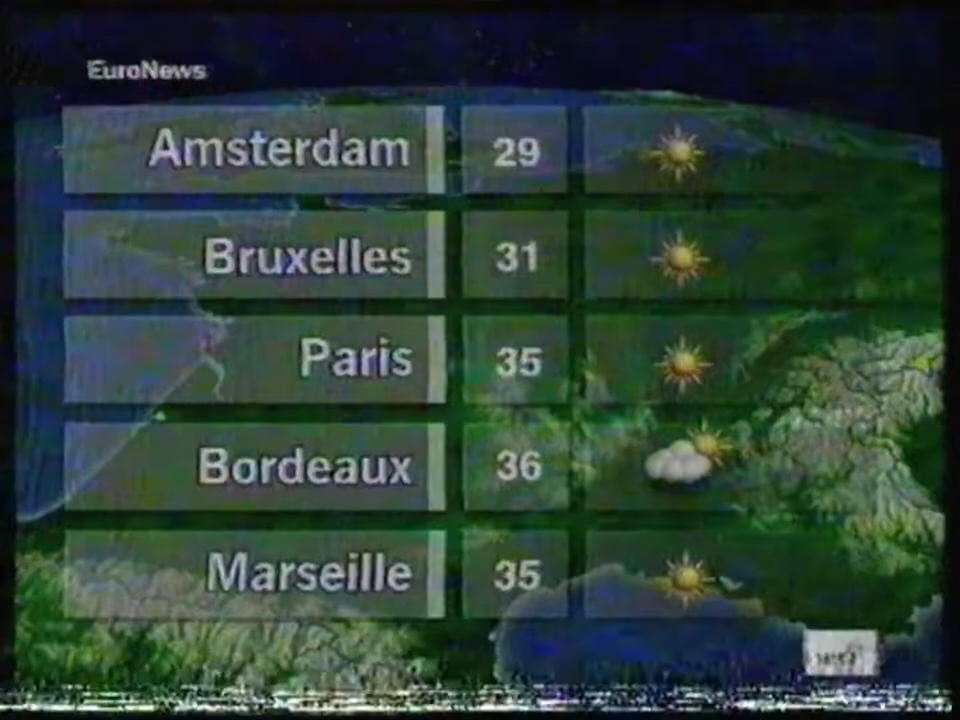 EuroNews
Amsterdam 29
Bruxelles 31
Paris 35
Bordeaux 36
Marseille 35